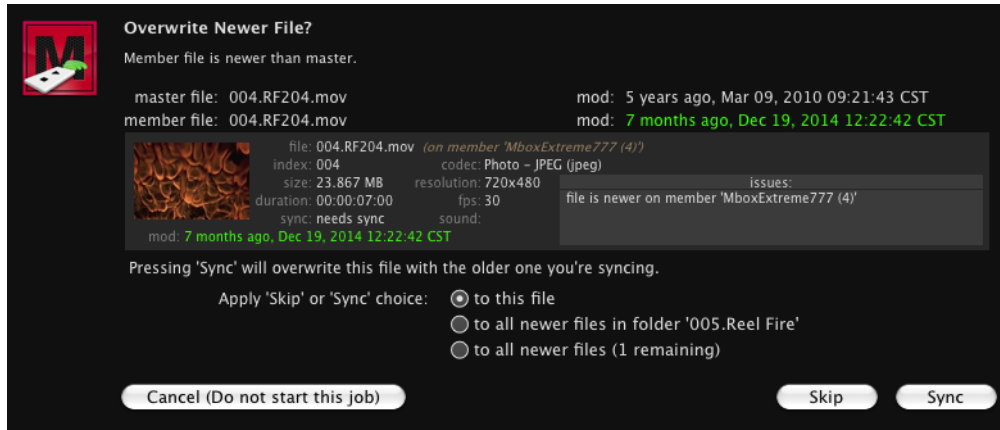 Overwrite Newer File?
Member file is newer than master.
master file: 004.RF204.mov mod: 5 years ago, Mar 09, 2010 09:21:43 CST
member file: 004.RF204.mov mod: 7 months ago, Dec 19, 2014 12:22:42 CST
file: 004.RF204.mov (on member 'MboxExtreme777 (4)')
index: 004 codec: Photo – JPEG (jpeg)
size: 23.867 MB resolution: 720x480 issues:
duration: 00:00:07:00 fps: 30 file is newer on member 'MboxExtreme777 (4)'
sync: needs sync sound:
mod: 7 months ago, Dec 19, 2014 12:22:42 CST
Pressing 'Sync' will overwrite this file with the older one you're syncing.
Apply 'Skip' or 'Sync' choice: to this file
to all newer files in folder '005.Reel Fire'
to all newer files (1 remaining)
Cancel (Do not start this job) Skip Sync